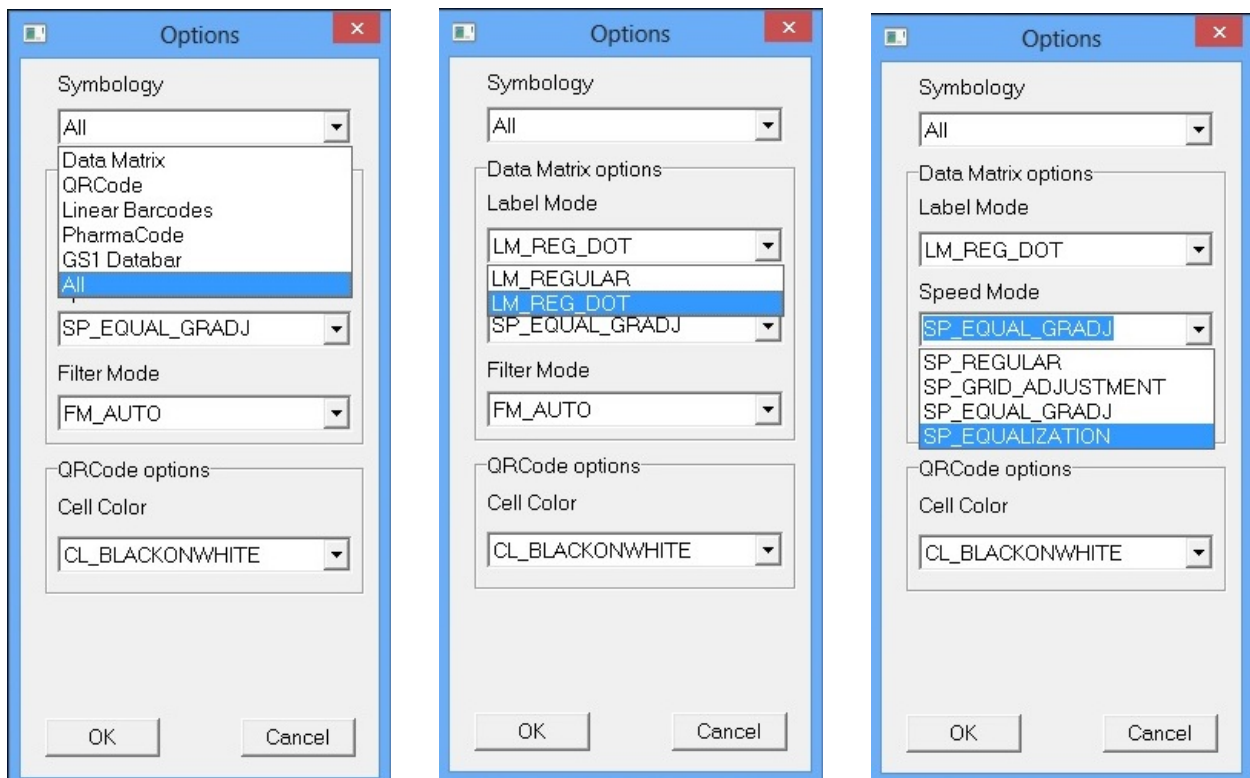 Options
Symbology
All
Data Matrix
QRCode
Linear Barcodes
PharmaCode
GS1 Databar
All
SP_EQUAL_GRADJ
Filter Mode
FM_AUTO
QRCode options
Cell Color
CL_BLACKONWHITE
OK
Cancel
Options
Symbology
All
Data Matrix options
Label Mode
LM_REG_DOT
LM_REGULAR
LM_REG_DOT
SP_EQUAL_GRADJ
Filter Mode
FM_AUTO
QRCode options
Cell Color
CL_BLACKONWHITE
OK
Cancel
Options
Symbology
All
Data Matrix options
Label Mode
LM_REG_DOT
Speed Mode
SP_EQUAL_GRADJ
SP_REGULAR
SP_GRID_ADJUSTMENT
SP_EQUAL_GRADJ
SP_EQUALIZATION
QRCode options
Cell Color
CL_BLACKONWHITE
OK
Cancel